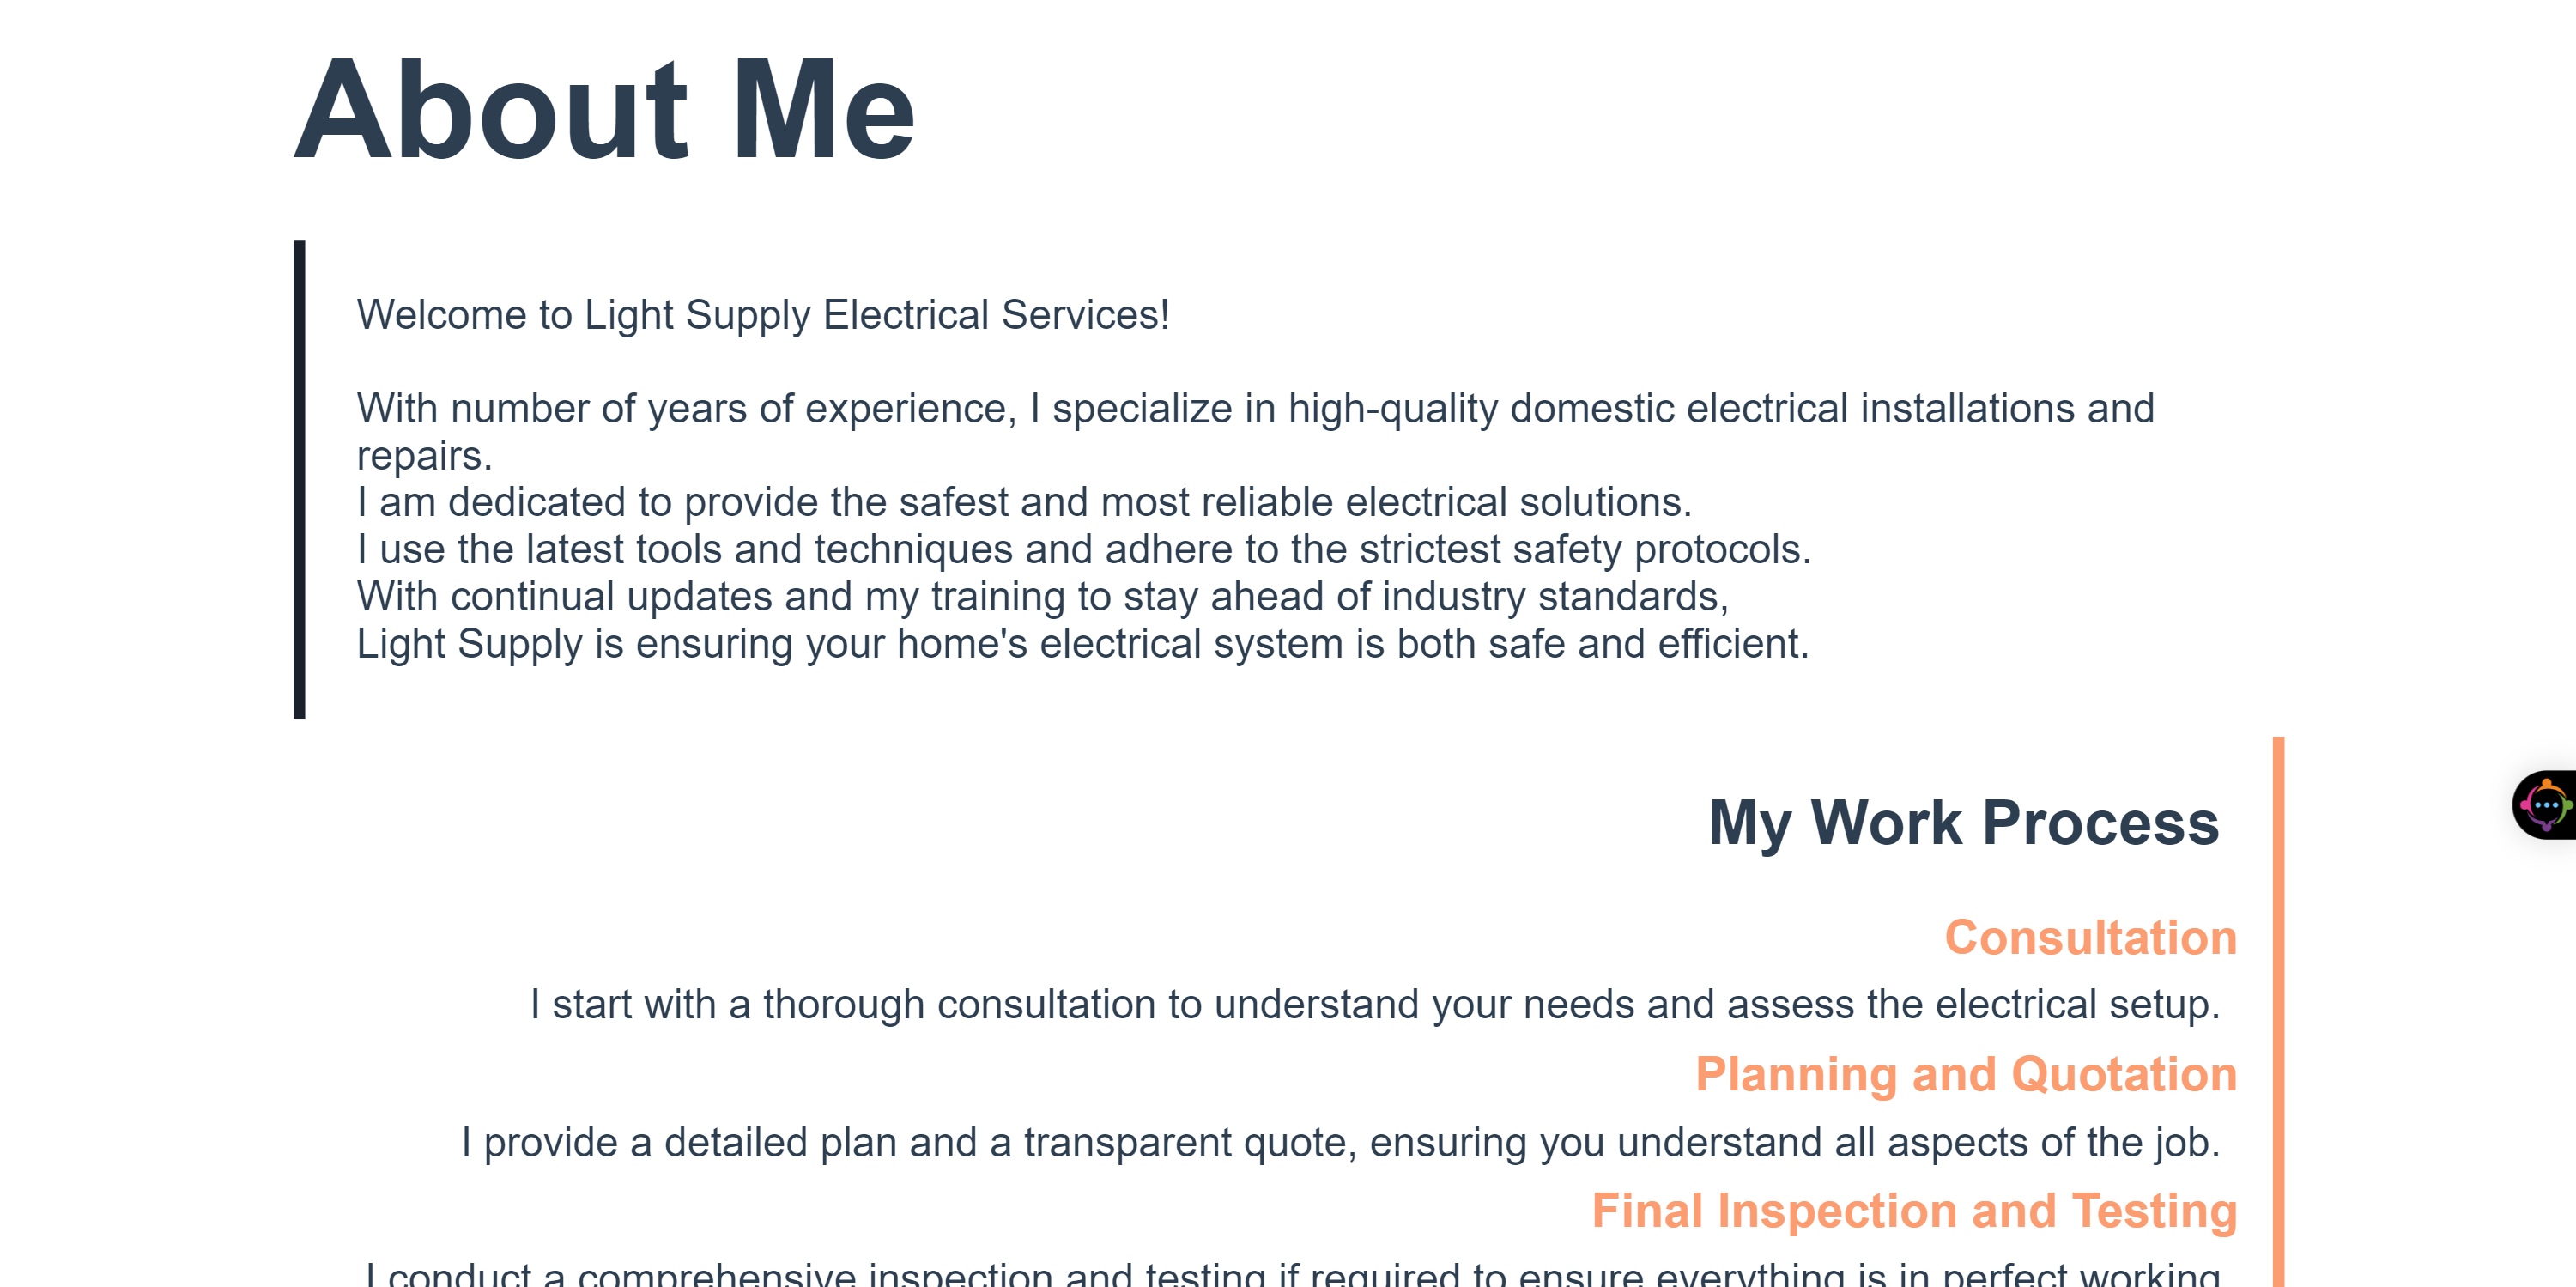 About Me
Welcome to Light Supply Electrical Services!
With number of years of experience, I specialize in high-quality domestic electrical installations and
repairs.
I am dedicated to provide the safest and most reliable electrical solutions.
I use the latest tools and techniques and adhere to the strictest safety protocols.
With continual updates and my training to stay ahead of industry standards,
Light Supply is ensuring your home's electrical system is both safe and efficient.
My Work Process
Consultation
I start with a thorough consultation to understand your needs and assess the electrical setup.
Planning and Quotation
I provide a detailed plan and a transparent quote, ensuring you understand all aspects of the job.
Final Inspection and Testing
I conduct a comprehensive inspection and testing if required to ensure everything is in perfect working